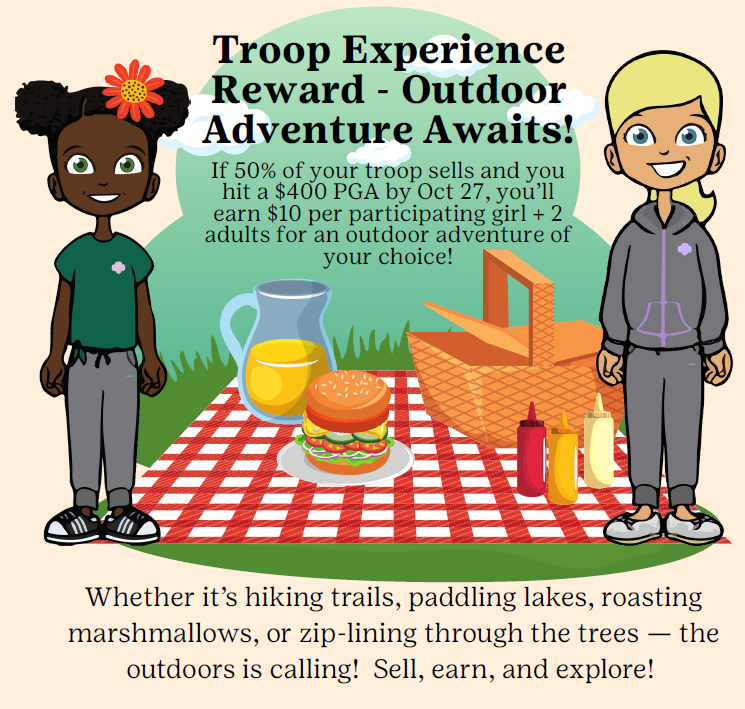 Troop Experience
Reward - Outdoor
Adventure Awaits!
If 50% of your troop sells and you
hit a $400 PGA by Oct 27, you’ll
earn $10 per participating girl + 2
adults for an outdoor adventure of
your choice!
Whether it’s hiking trails, paddling lakes, roasting
marshmallows, or zip-lining through the trees — the
outdoors is calling!  Sell, earn, and explore!